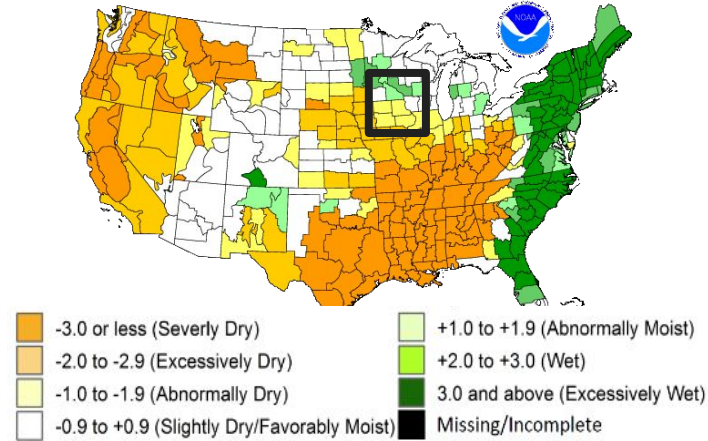 NOAA
-3.0 or less (Severly Dry)
-2.0 to -2.9 (Excessively Dry)
-1.0 to -1.9 (Abnormally Dry)
-0.9 to +0.9 (Slightly Dry/Favorably Moist)
+1.0 to +1.9 (Abnormally Moist)
+2.0 to +3.0 (Wet)
3.0 and above (Excessively Wet)
Missing/Incomplete